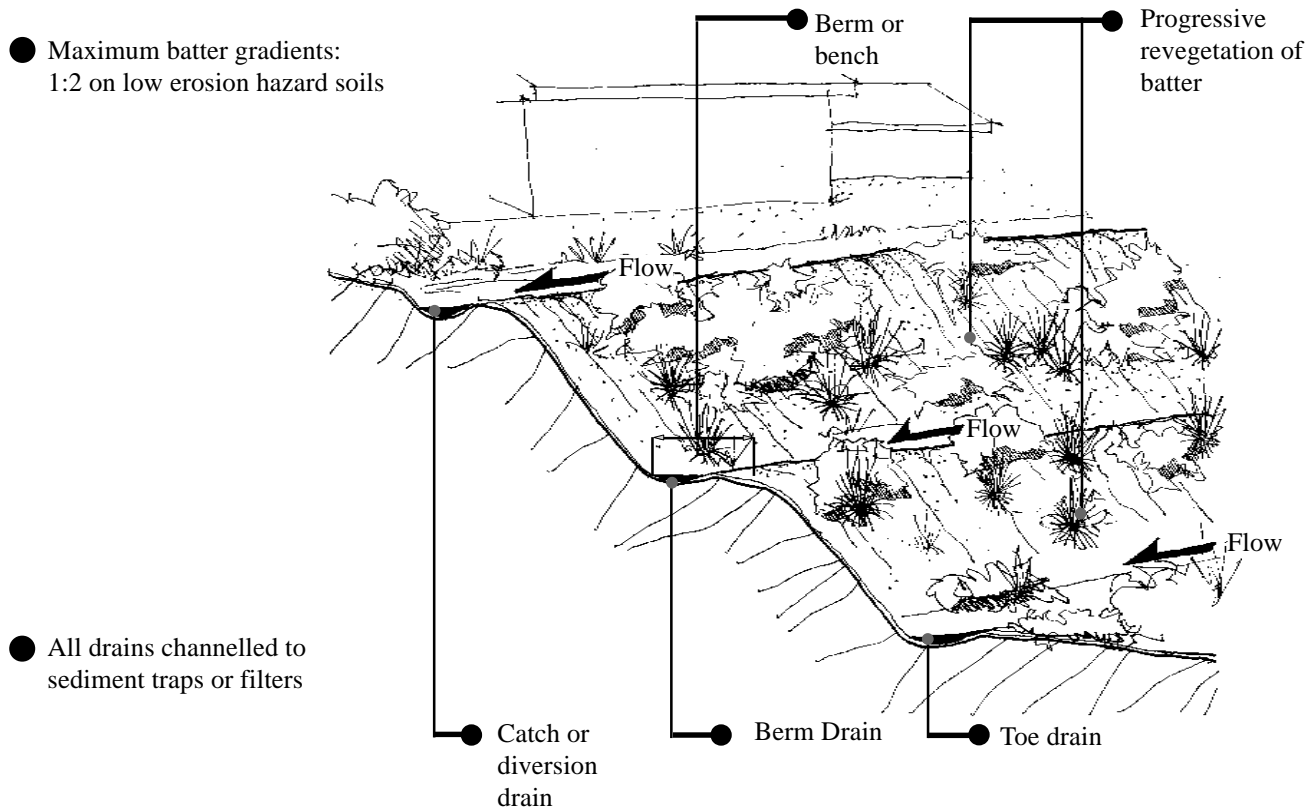 Maximum batter gradients:
1:2 on low erosion hazard soils
Berm or
bench
Progressive
revegetation of
batter
Flow
Flow
Flow
All drains channelled to
sediment traps or filters
Catch or
diversion
drain
Berm Drain
Toe drain